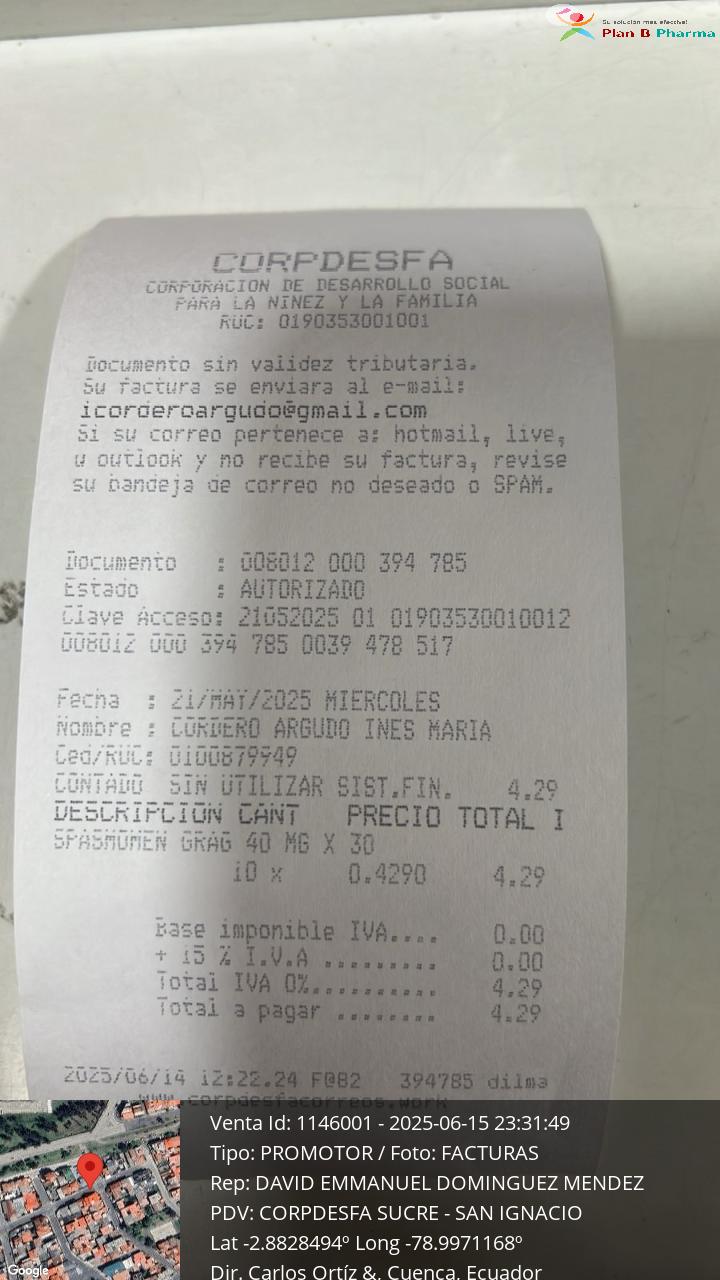 Su solución más efectiva!
Plan B Pharma
CORPDESFA
CORPORACION DE DESARROLLO SOCIAL
PARA LA NINEZ Y LA FAMILIA
RUC: 0190353001001
Documento sin validez tributaria.
Su factura se enviara al e-mail:
icorderoargudo@gmail.com
Si su correo pertenece a: hotmail, live,
u outlook y no recibe su factura, revise
su bandeja de correo no deseado o SPAM.
Documento : 008012 000 394 785
Estado : AUTORIZADO
Clave Acceso: 21052025 01 01903530010012
008012 000 394 785 0039 478 517
Fecha : 21/MAY/2025 MIERCOLES
Nombre : CORDERO ARGUDO INES MARIA
Ced/RUC: 0100879949
CONTADO SIN UTILIZAR SIST.FIN. 4.29
DESCRIPCION CANT PRECIO TOTAL I
SPASMOMEN GRAG 40 MG X 30
10 x 0.4290 4.29
Base imponible IVA.... 0.00
+ 15 % I.V.A ......... 0.00
Total IVA 0%.......... 4.29
Total a pagar ........ 4.29
2025/06/14 12:22.24 F@B2 394785 dilma
www.corpdesfacorreos.work
Venta Id: 1146001 - 2025-06-15 23:31:49
Tipo: PROMOTOR / Foto: FACTURAS
Rep: DAVID EMMANUEL DOMINGUEZ MENDEZ
PDV: CORPDESFA SUCRE - SAN IGNACIO
Lat -2.8828494º Long -78.9971168º
Dir. Carlos Ortíz &, Cuenca, Ecuador
Google